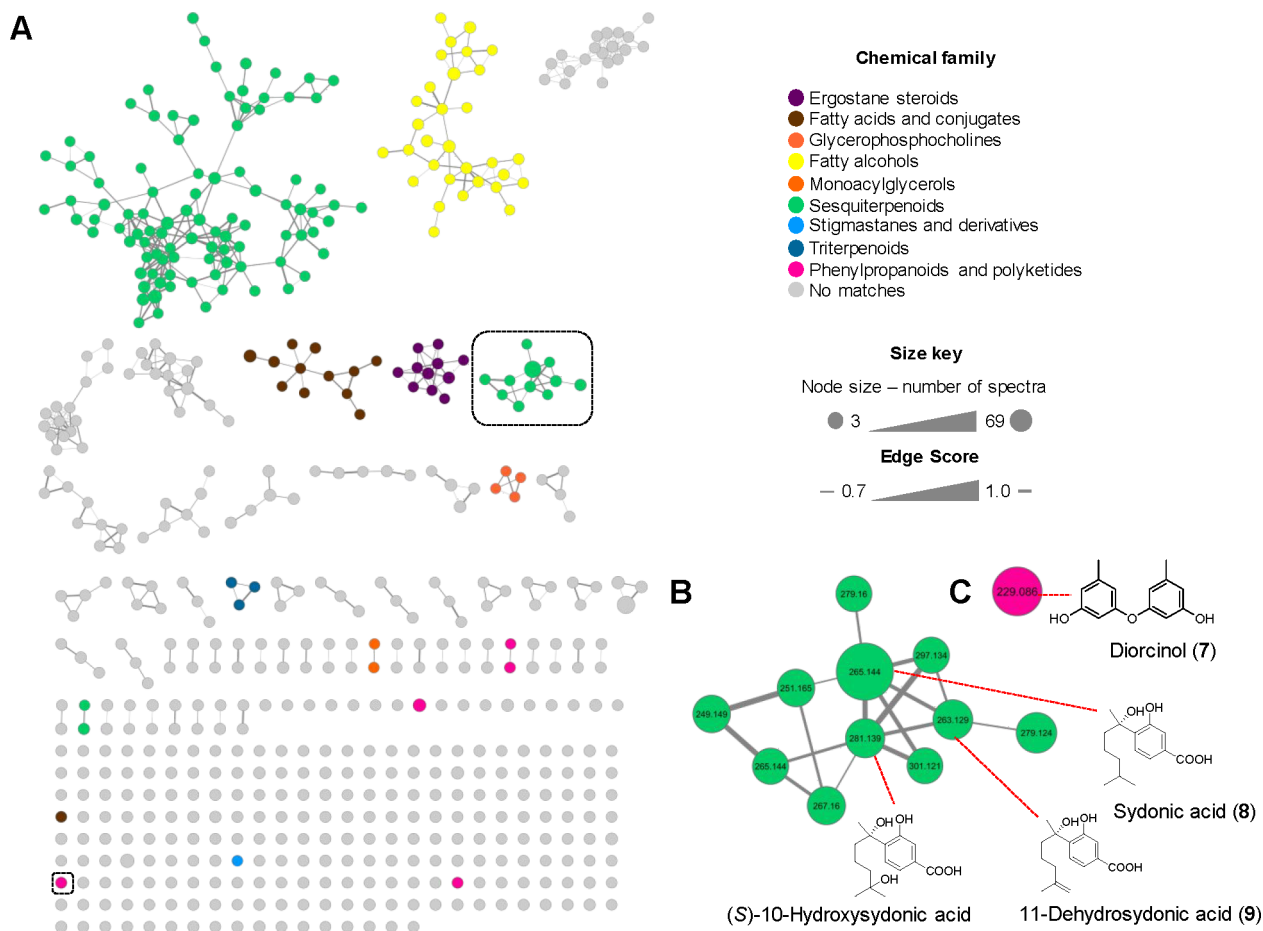 A
Chemical family
Ergostane steroids
Fatty acids and conjugates
Glycerophosphocholines
Fatty alcohols
Monoacylglycerols
Sesquiterpenoids
Stigmastanes and derivatives
Triterpenoids
Phenylpropanoids and polyketides
No matches
Size key
Node size – number of spectra
3 69
Edge Score
0.7 1.0
B
279.16
265.144
297.134
251.165
249.149
281.139
263.129
279.124
265.144
301.121
267.16
OH OH
OH
COOH
(S)-10-Hydroxysydonic acid
OH OH
COOH
11-Dehydrosydonic acid (9)
OH OH
COOH
Sydonic acid (8)
C
229.086
HO O OH
Diorcinol (7)